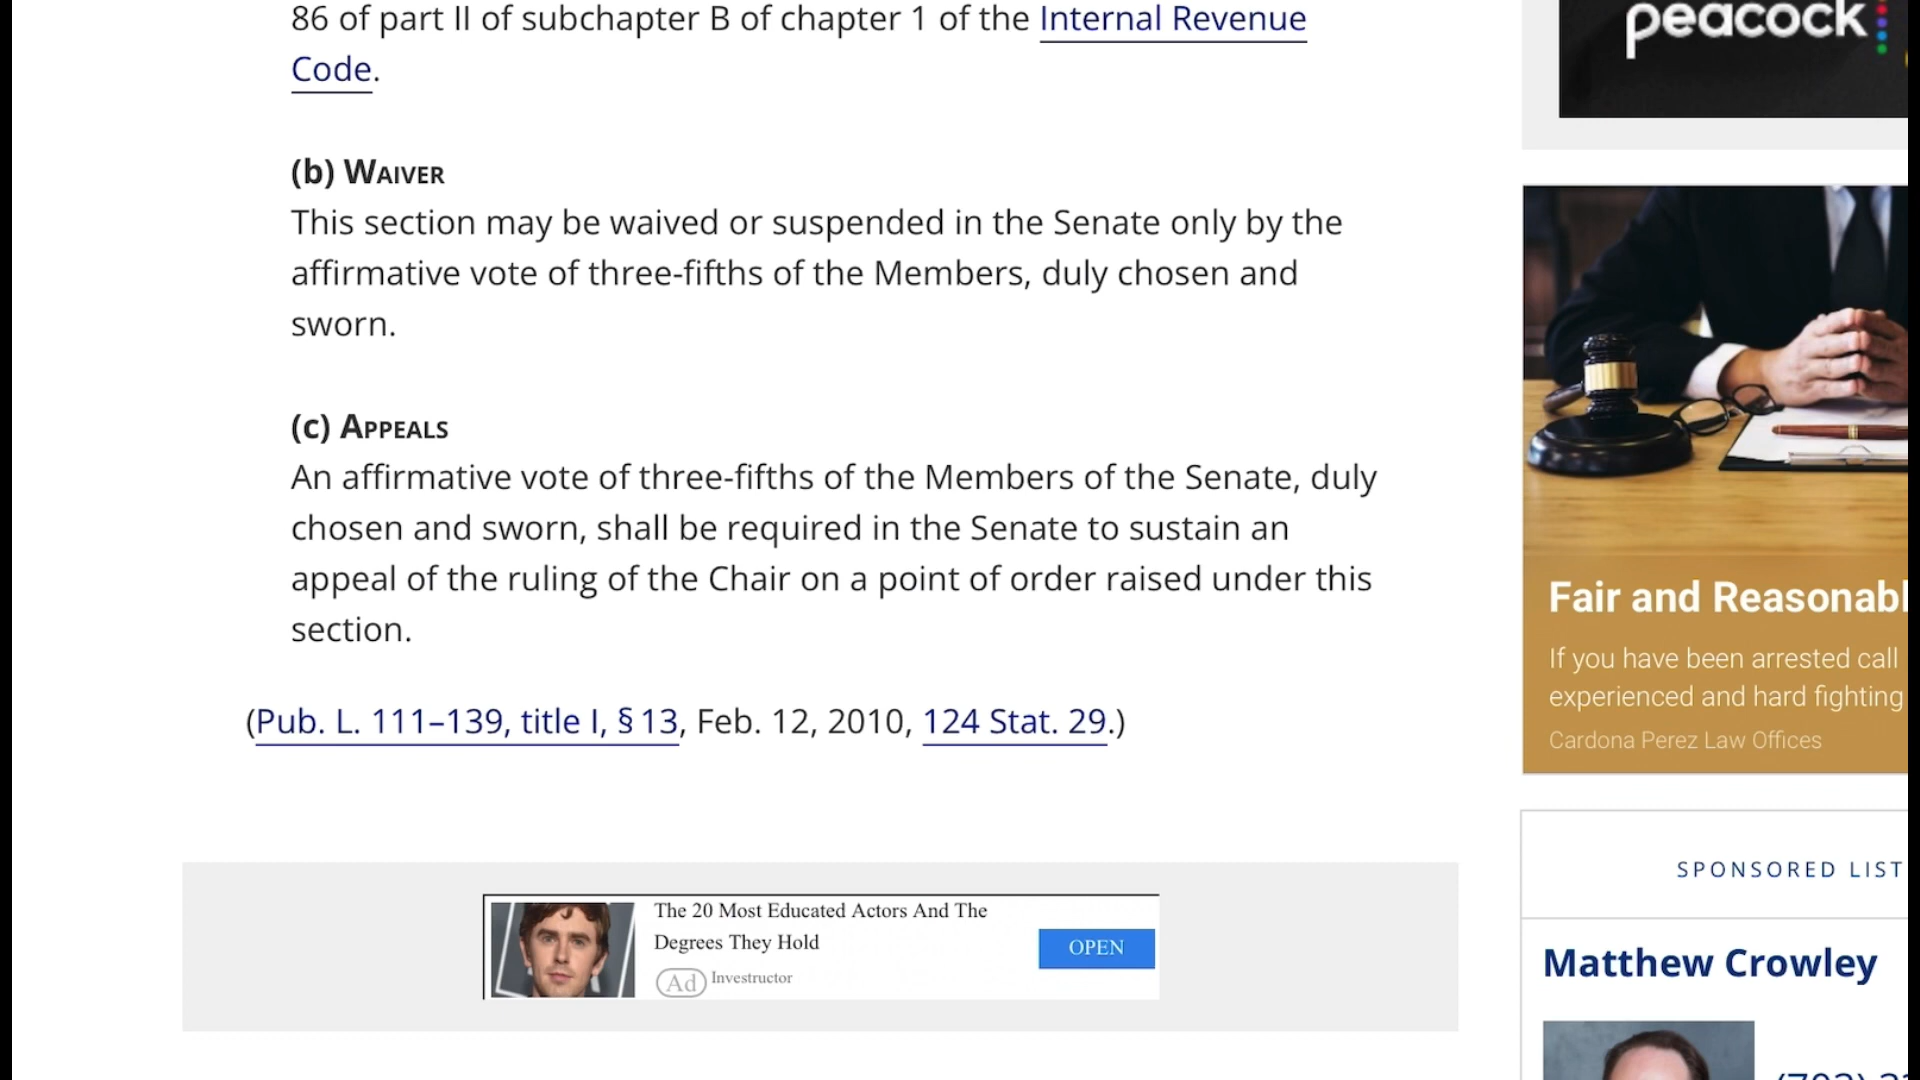 86 of part II of subchapter B of chapter 1 of the Internal Revenue
Code.
(b) WAIVER
This section may be waived or suspended in the Senate only by the
affirmative vote of three-fifths of the Members, duly chosen and
sworn.
(c) APPEALS
An affirmative vote of three-fifths of the Members of the Senate, duly
chosen and sworn, shall be required in the Senate to sustain an
appeal of the ruling of the Chair on a point of order raised under this
section.
(Pub. L. 111–139, title I, § 13, Feb. 12, 2010, 124 Stat. 29.)
The 20 Most Educated Actors And The
Degrees They Hold
Ad Investructor
OPEN
peacock
Fair and Reasonabl
If you have been arrested call
experienced and hard fighting
Cardona Perez Law Offices
SPONSORED LIST
Matthew Crowley